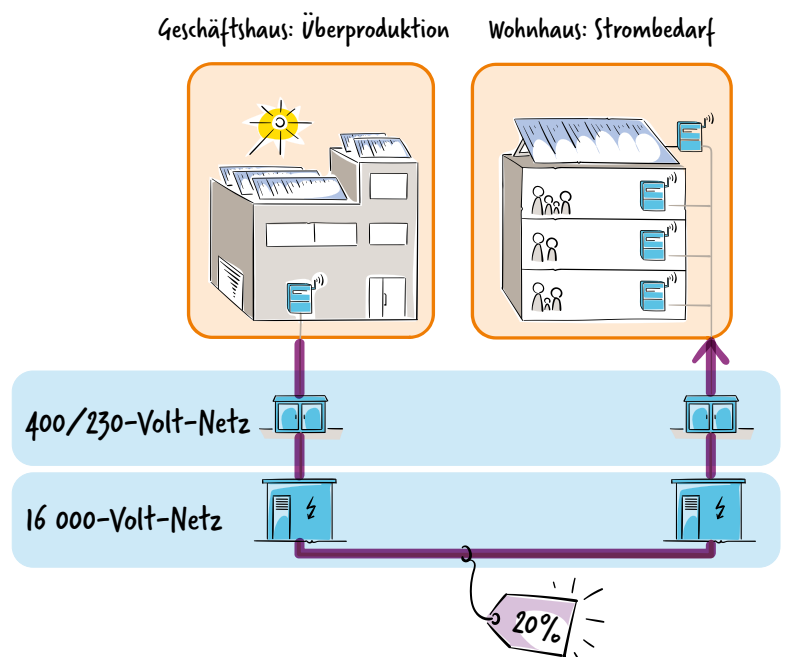 Geschäftshaus: Überproduktion
Wohnhaus: Strombedarf
400/230-Volt-Netz
16 000-Volt-Netz
20%